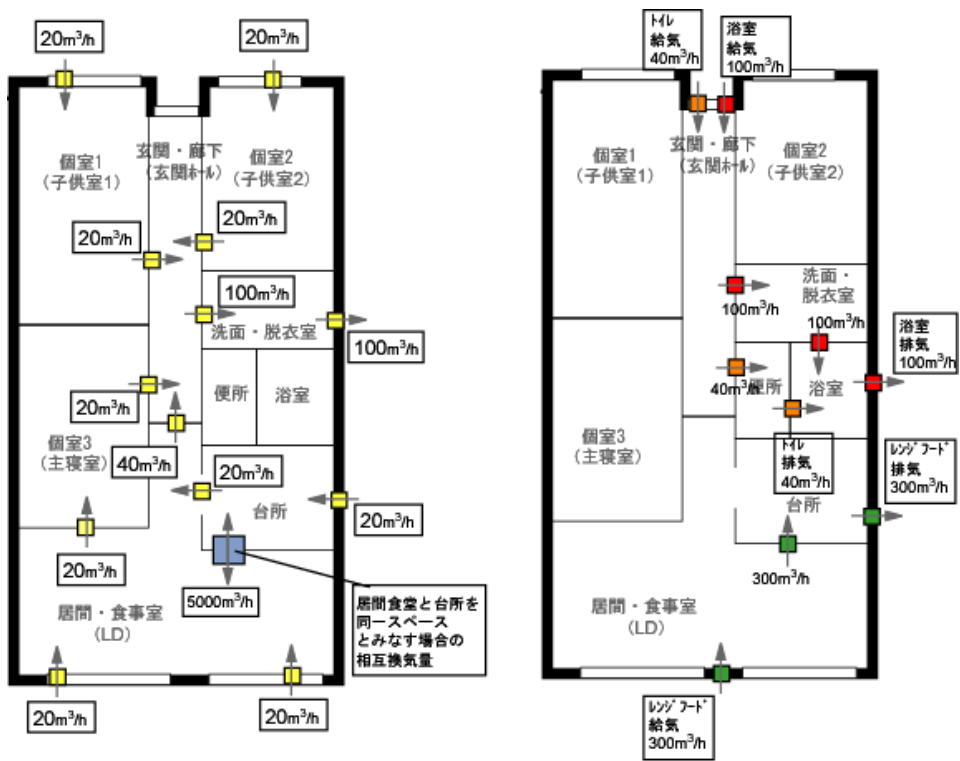 20m³/h
20m³/h
個室1
(子供室1)
玄関・廊下
(玄関ホール)
個室2
(子供室2)
20m³/h
20m³/h
100m³/h
洗面・脱衣室
100m³/h
便所
浴室
20m³/h
個室3
(主寝室)
40m³/h
20m³/h
台所
20m³/h
20m³/h
5000m³/h
居間・食事室
(LD)
居間食堂と台所を
同一スペース
とみなす場合の
相互換気量
20m³/h
20m³/h
トイレ
給気
40m³/h
浴室
給気
100m³/h
個室1
(子供室1)
玄関・廊下
(玄関ホール)
個室2
(子供室2)
洗面・
脱衣室
100m³/h
100m³/h
浴室
排気
100m³/h
40m³/h
便所
浴室
個室3
(主寝室)
トイレ
排気
40m³/h
レンジフード
排気
300m³/h
台所
300m³/h
居間・食事室
(LD)
レンジフード
給気
300m³/h